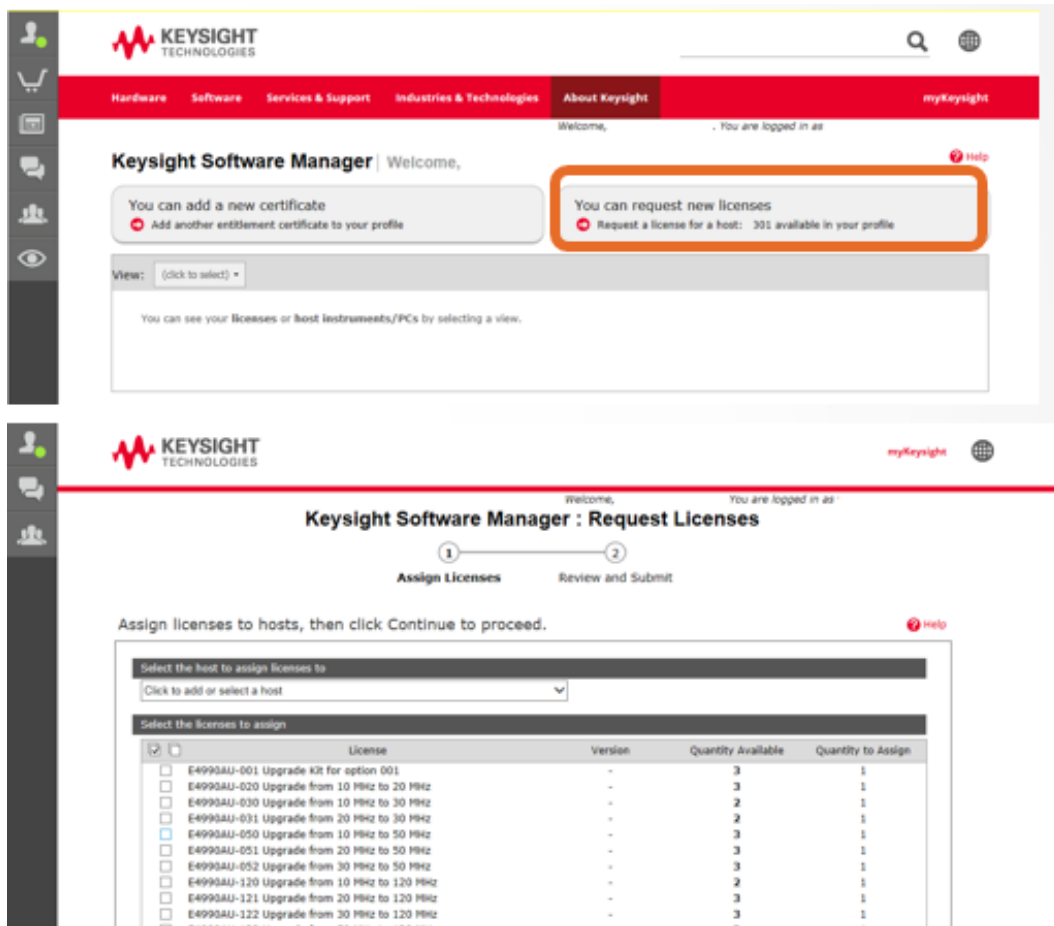 KEYSIGHT
TECHNOLOGIES
Hardware Software Services & Support Industries & Technologies About Keysight myKeysight
Welcome, . You are logged in as
Keysight Software Manager | Welcome,
Help
You can add a new certificate
Add another entitlement certificate to your profile
You can request new licenses
Request a license for a host: 301 available in your profile
View: (click to select)
You can see your licenses or host instruments/PCs by selecting a view.
KEYSIGHT
TECHNOLOGIES
myKeysight
Welcome, You are logged in as
Keysight Software Manager : Request Licenses
1 2
Assign Licenses Review and Submit
Assign licenses to hosts, then click Continue to proceed.
Help
Select the host to assign licenses to
Click to add or select a host
Select the licenses to assign
License Version Quantity Available Quantity to Assign
E4990AU-001 Upgrade Kit for option 001 - 3 1
E4990AU-020 Upgrade from 10 MHz to 20 MHz - 3 1
E4990AU-030 Upgrade from 10 MHz to 30 MHz - 2 1
E4990AU-031 Upgrade from 20 MHz to 30 MHz - 2 1
E4990AU-050 Upgrade from 10 MHz to 50 MHz - 3 1
E4990AU-051 Upgrade from 20 MHz to 50 MHz - 3 1
E4990AU-052 Upgrade from 30 MHz to 50 MHz - 3 1
E4990AU-120 Upgrade from 10 MHz to 120 MHz - 2 1
E4990AU-121 Upgrade from 20 MHz to 120 MHz - 3 1
E4990AU-122 Upgrade from 30 MHz to 120 MHz - 3 1